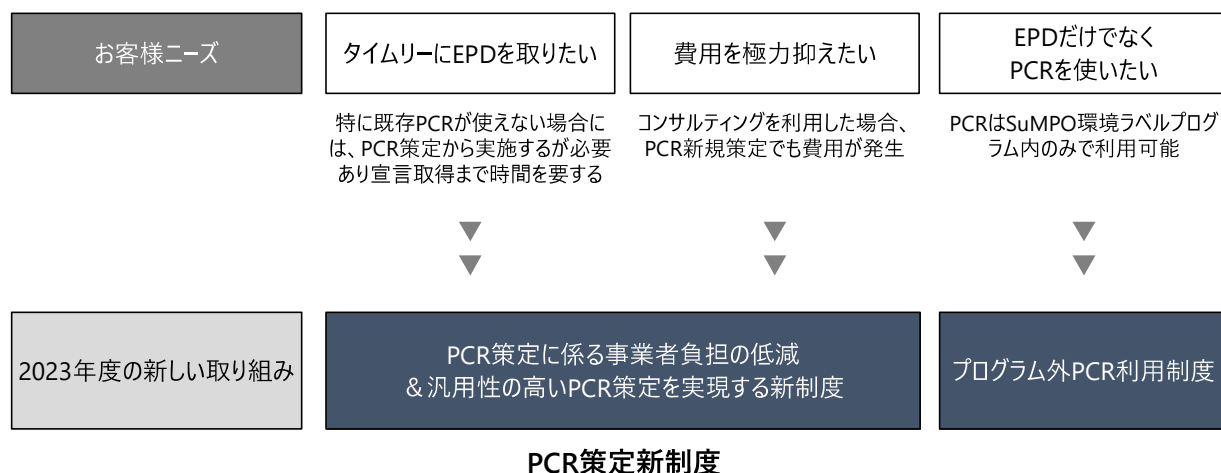 お客様ニーズ
タイムリーにEPDを取りたい
費用を極力抑えたい
EPDだけでなく
PCRを使いたい
特に既存PCRが使えない場合に
は、PCR策定から実施するが必要
あり宣言取得まで時間を要する
コンサルティングを利用した場合、
PCR新規策定でも費用が発生
PCRはSuMPO環境ラベルプログ
ラム内のみで利用可能
2023年度の新しい取り組み
PCR策定に係る事業者負担の低減
＆汎用性の高いPCR策定を実現する新制度
プログラム外PCR利用制度
PCR策定新制度